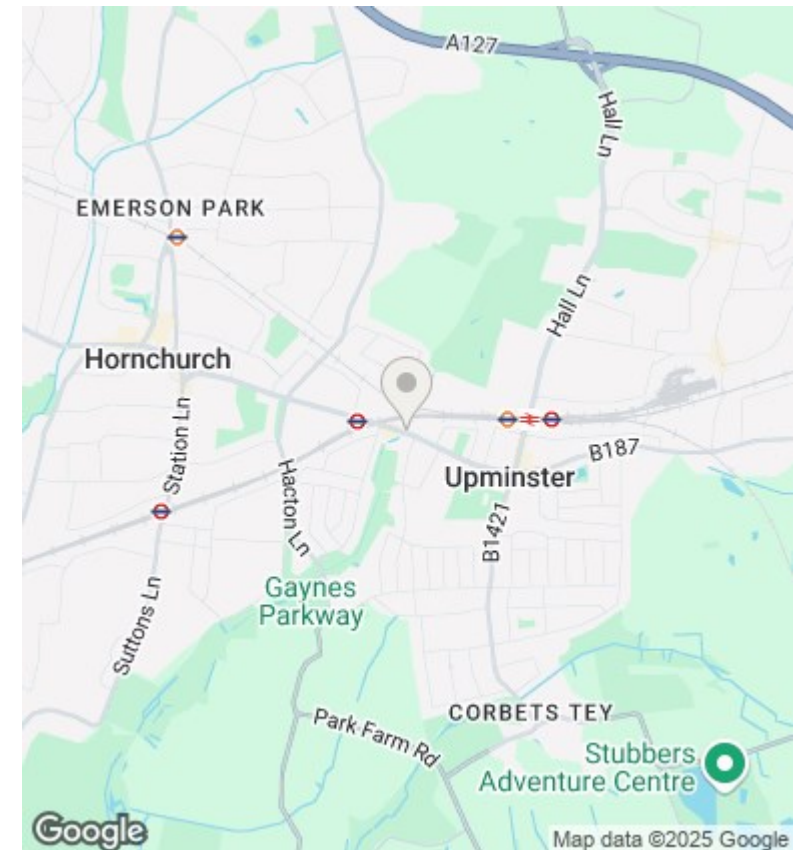 A127
Hall Ln
EMERSON PARK
Hall Ln
Hornchurch
Station Ln
Upminster
B187
Hacton Ln
B1421
Gaynes
Parkway
Suttons Ln
CORBETS TEY
Park Farm Rd
Stubbers
Adventure Centre
Google
Map data ©2025 Google